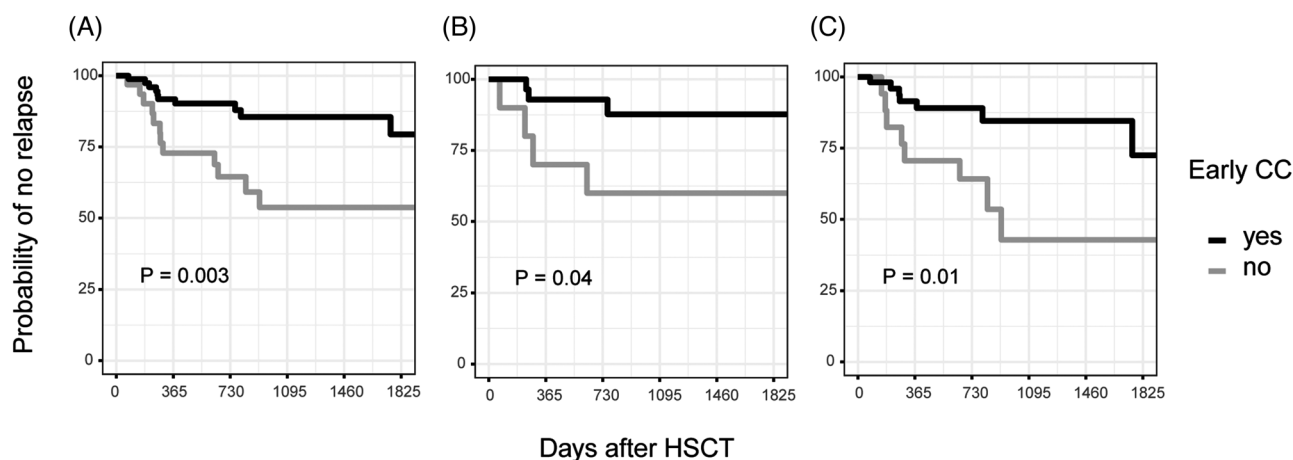 (A)
(B)
(C)
Probability of no relapse
100
75
50
25
0
P = 0.003
0 365 730 1095 1460 1825
100
75
50
25
0
P = 0.04
0 365 730 1095 1460 1825
100
75
50
25
0
P = 0.01
0 365 730 1095 1460 1825
Early CC
yes
no
Days after HSCT